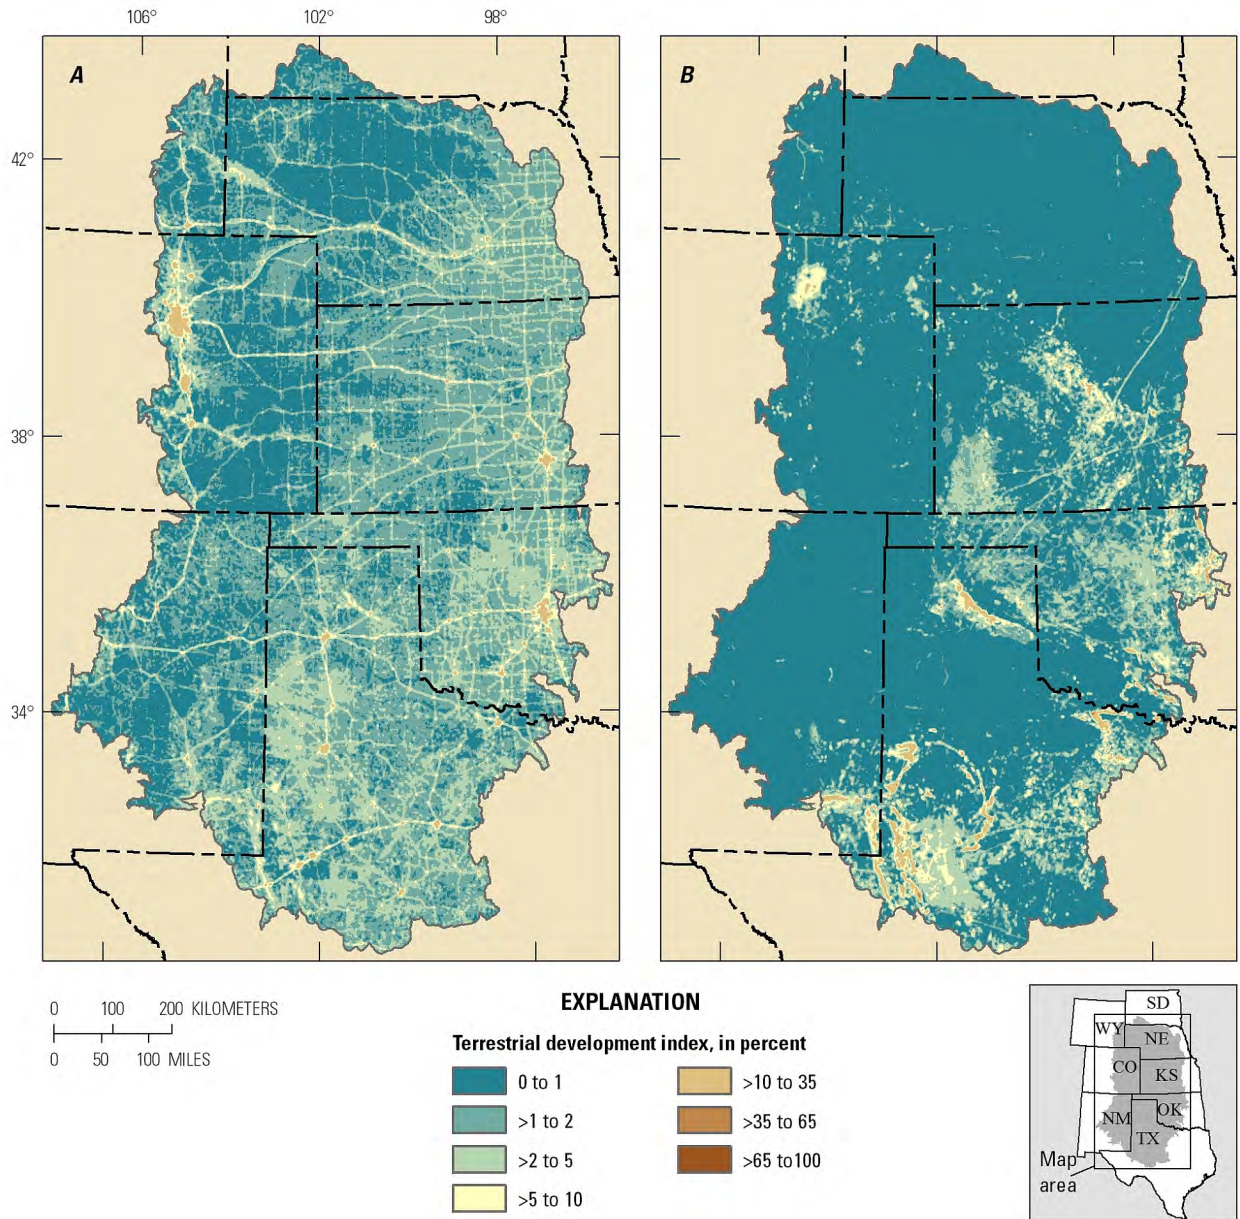 106° 102° 98°
A
B
42°
38°
34°
0 100 200 KILOMETERS
0 50 100 MILES
EXPLANATION
Terrestrial development index, in percent
0 to 1
>1 to 2
>2 to 5
>5 to 10
>10 to 35
>35 to 65
>65 to100
SD
WY
NE
CO
KS
NM
OK
TX
Map
area